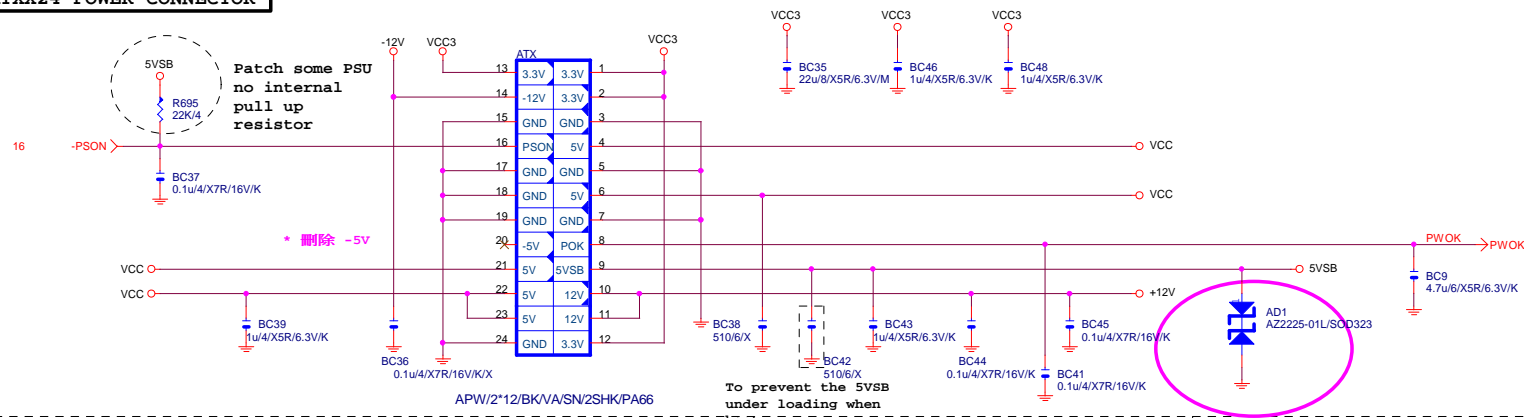 5VSB
R695
22K/4
Patch some PSU
no internal
pull up
resistor
16
-PSON
BC37
0.1u/4/X7R/16V/K
* 刪除 -5V
VCC
VCC
BC39
1u/4/X5R/6.3V/K
-12V
VCC3
BC36
0.1u/4/X7R/16V/K/X
ATX
VCC3
13 3.3V 3.3V 1
14 -12V 3.3V 2
15 GND GND 3
16 PSON 5V 4
17 GND GND 5
18 GND 5V 6
19 GND GND 7
20 -5V POK 8
21 5V 5VSB 9
22 5V 12V 10
23 5V 12V 11
24 GND 3.3V 12
APW/2*12/BK/VA/SN/2SHK/PA66
VCC3
BC35
22u/8/X5R/6.3V/M
VCC3
BC46
1u/4/X5R/6.3V/K
VCC3
BC48
1u/4/X5R/6.3V/K
VCC
VCC
PWOK
PWOK
5VSB
+12V
BC38
510/6/X
BC42
510/6/X
BC43
1u/4/X5R/6.3V/K
BC44
0.1u/4/X7R/16V/K
BC45
0.1u/4/X7R/16V/K
BC41
0.1u/4/X7R/16V/K
AD1
AZ2225-01L/SOD323
BC9
4.7u/6/X5R/6.3V/K
To prevent the 5VSB
under loading when